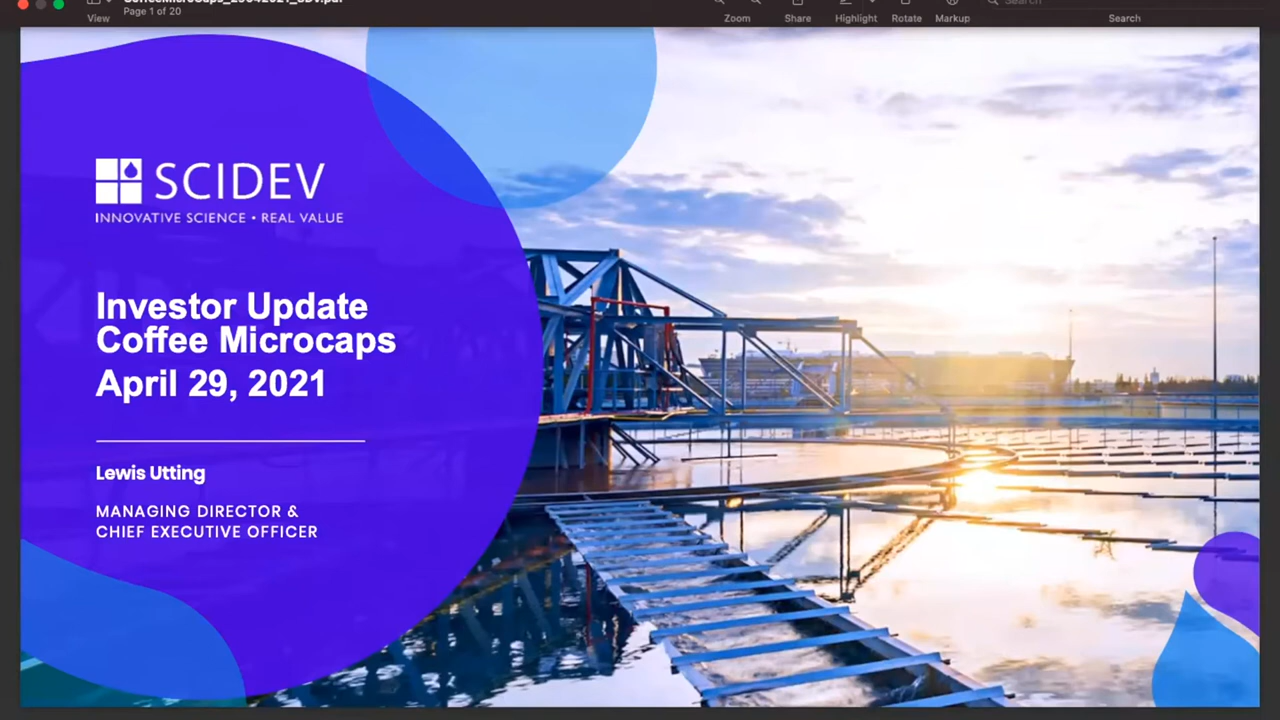 Page 1 of 20
View
Zoom
Share
Highlight
Rotate
Markup
Search
Search
SCIDEV
INNOVATIVE SCIENCE • REAL VALUE
Investor Update
Coffee Microcaps
April 29, 2021
Lewis Utting
MANAGING DIRECTOR &
CHIEF EXECUTIVE OFFICER